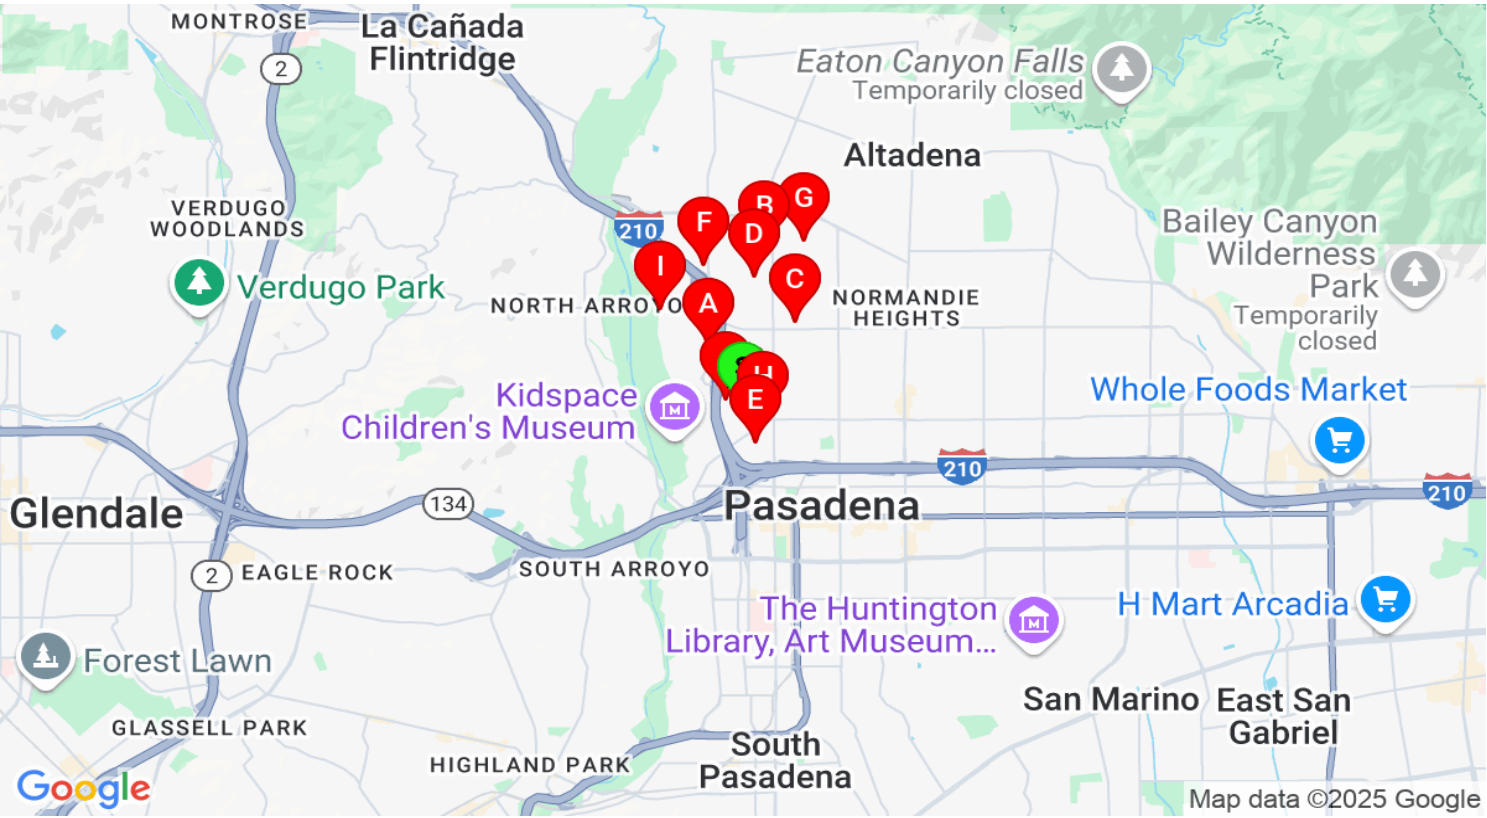 MONTROSE
La Cañada
Flintridge
2
Eaton Canyon Falls
Temporarily closed
Altadena
VERDUGO
WOODLANDS
210
F
B
G
D
I
C
A
H
E
Bailey Canyon
Wilderness
Park
Temporarily
closed
Verdugo Park
NORTH ARROYO
NORMANDIE
HEIGHTS
Kidspace
Children's Museum
Whole Foods Market
210
210
Glendale
134
Pasadena
2
EAGLE ROCK
SOUTH ARROYO
The Huntington
Library, Art Museum...
H Mart Arcadia
Forest Lawn
San Marino
East San
Gabriel
GLASSELL PARK
HIGHLAND PARK
South
Pasadena
Google
Map data ©2025 Google